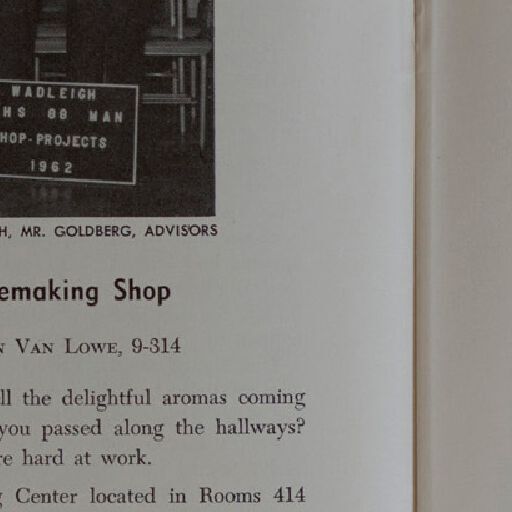 WADLEIGH
HS 88 MAN
HOP-PROJECTS
1962
H, MR. GOLDBERG, ADVISORS
emaking Shop
N VAN LOWE, 9-314
ll the delightful aromas coming
you passed along the hallways?
re hard at work.
g Center located in Rooms 414